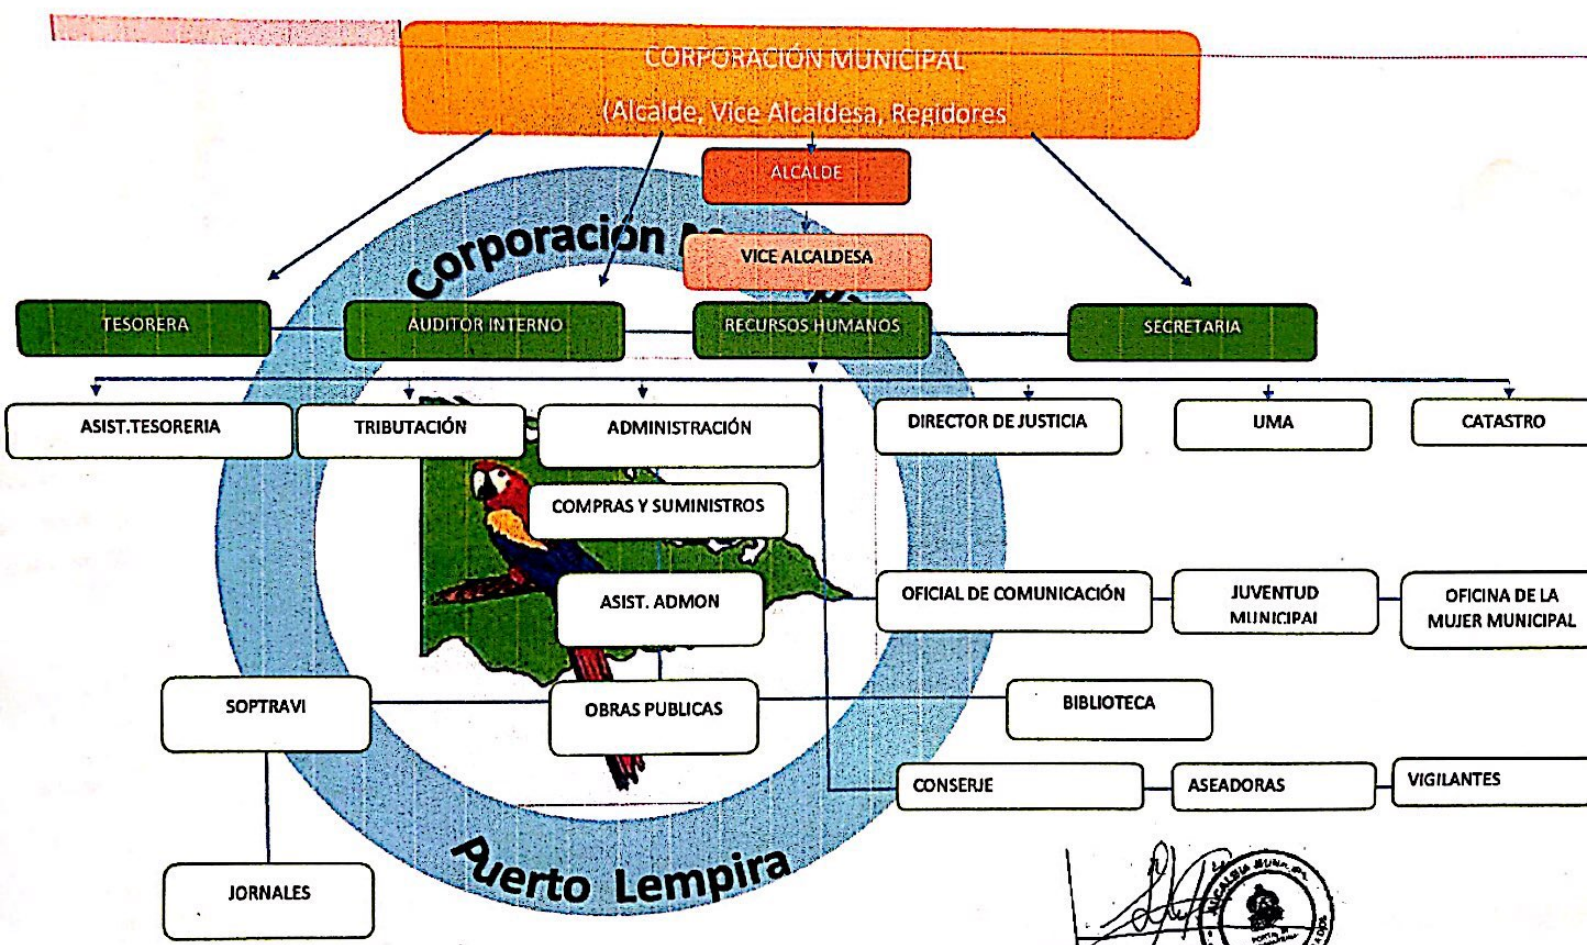 CORPORACIÓN MUNICIPAL
(Alcalde, Vice Alcaldesa, Regidores
ALCALDE
Corporación
VICE ALCALDESA
TESORERA
AUDITOR INTERNO
RECURSOS HUMANOS
SECRETARIA
ASIST.TESORERIA
TRIBUTACIÓN
ADMINISTRACIÓN
DIRECTOR DE JUSTICIA
UMA
CATASTRO
COMPRAS Y SUMINISTROS
ASIST. ADMON
OFICIAL DE COMUNICACIÓN
JUVENTUD
MUNICIPAL
OFICINA DE LA
MUJER MUNICIPAL
SOPTRAVI
OBRAS PUBLICAS
BIBLIOTECA
CONSERJE
ASEADORAS
VIGILANTES
JORNALES
Puerto Lempira
ALCALDIA